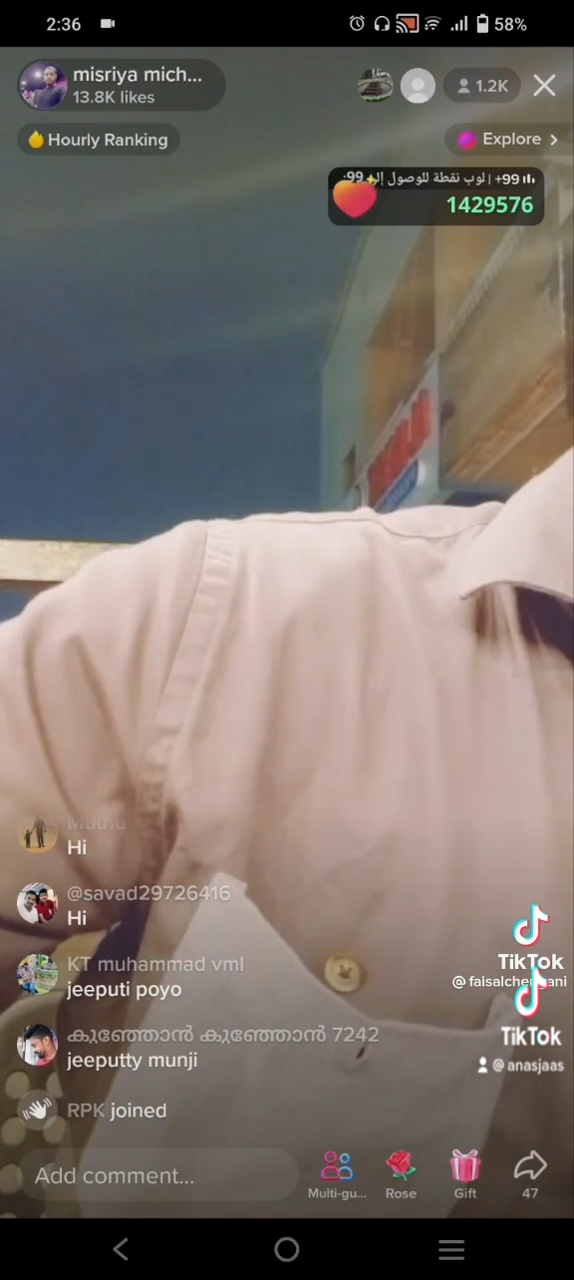 2:36
58%
misriya mich...
13.8K likes
1.2K
Hourly Ranking
Explore >
+99 | لوب نقطة للوصول إلى 99
1429576
Muthu
Hi
@savad29726416
Hi
KT muhammad vml
jeeputi poyo
കുഞ്ഞോൻ കുഞ്ഞോൻ 7242
jeeputty munji
RPK joined
TikTok
TikTok
@anasjaas
Add comment...
Multi-gu...
Rose
Gift
47